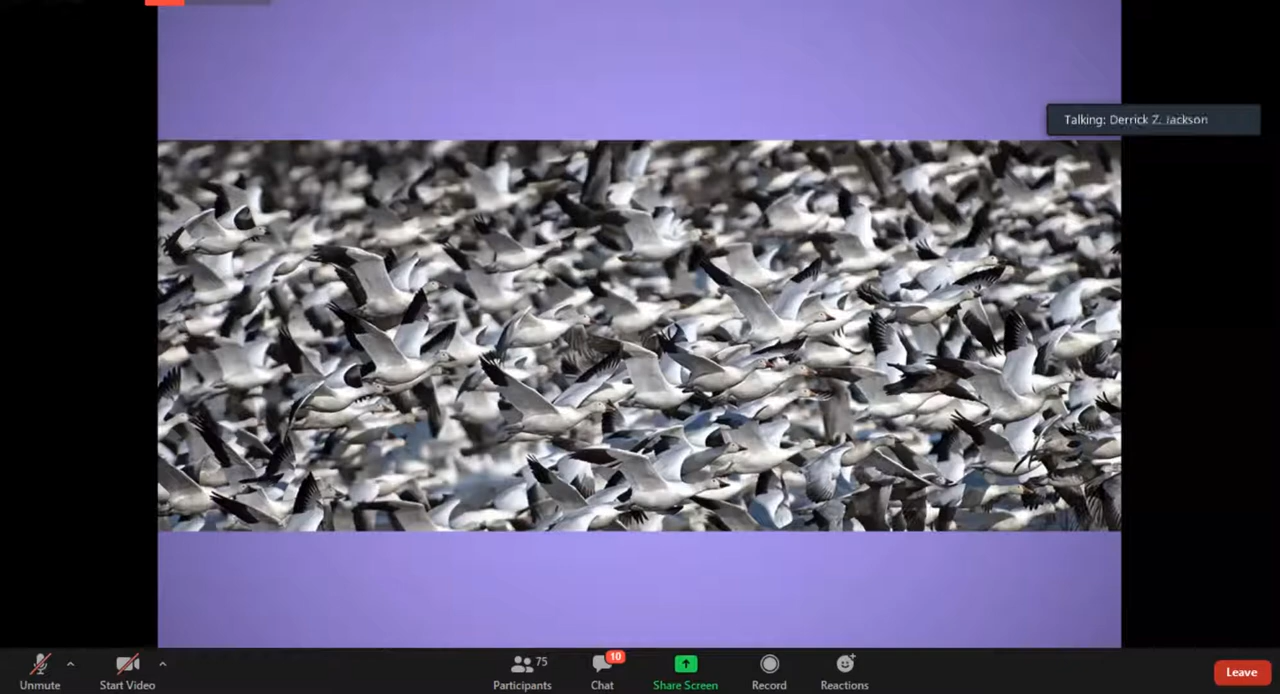 Talking: Derrick Z. Jackson
Unmute
Start Video
75
Participants
10
Chat
Share Screen
Record
Reactions
Leave